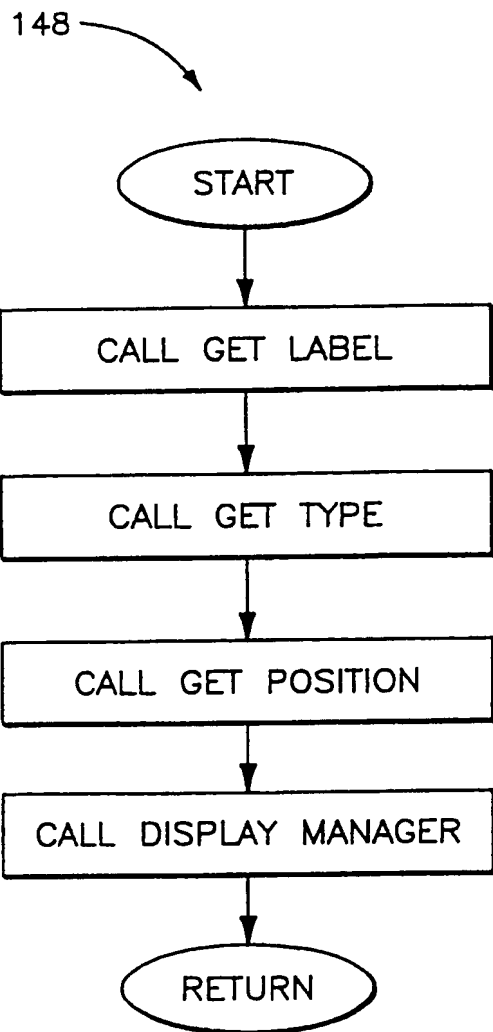 148
START
CALL GET LABEL
CALL GET TYPE
CALL GET POSITION
CALL DISPLAY MANAGER
RETURN